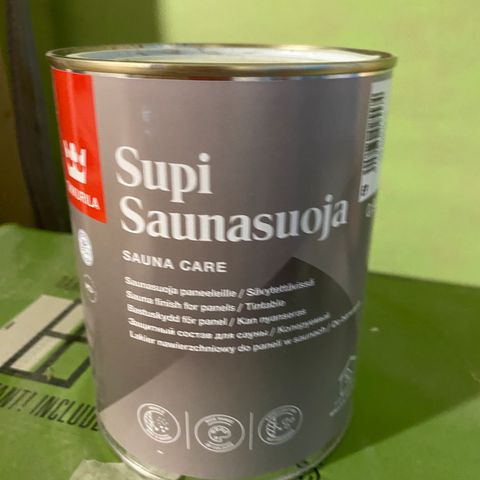 Supi
Saunasuoja
SAUNA CARE
Saunasuoja paneeleille / Sävytettävissä
Sauna finish for panels / Tintable
Bastuskydd för panel / Kan nyanseras
Защитный состав для сауны / Колеруемый
Lakier nawierzchniowy do paneli w saunach /
INCLUDE